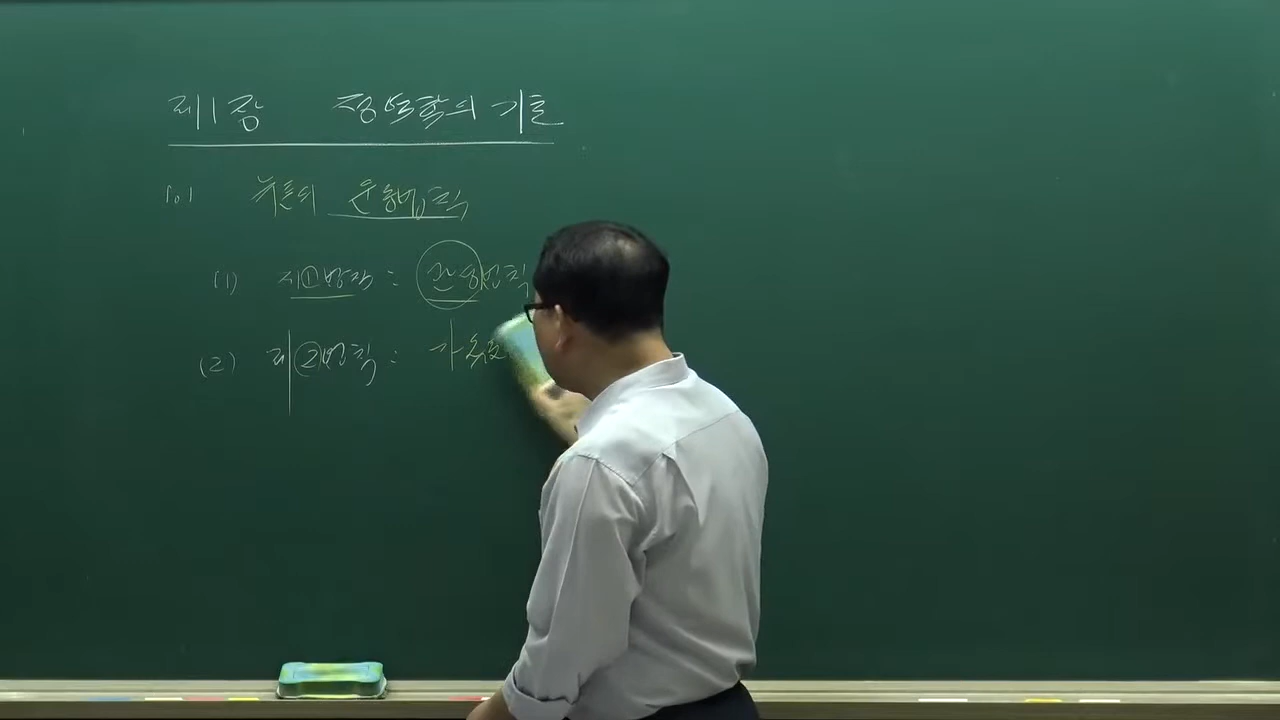 제1장 정역학의 기초
1.1 뉴튼의 운동법칙
(1) 제1법칙 : 관성법칙
(2) 제2법칙 : 가속도